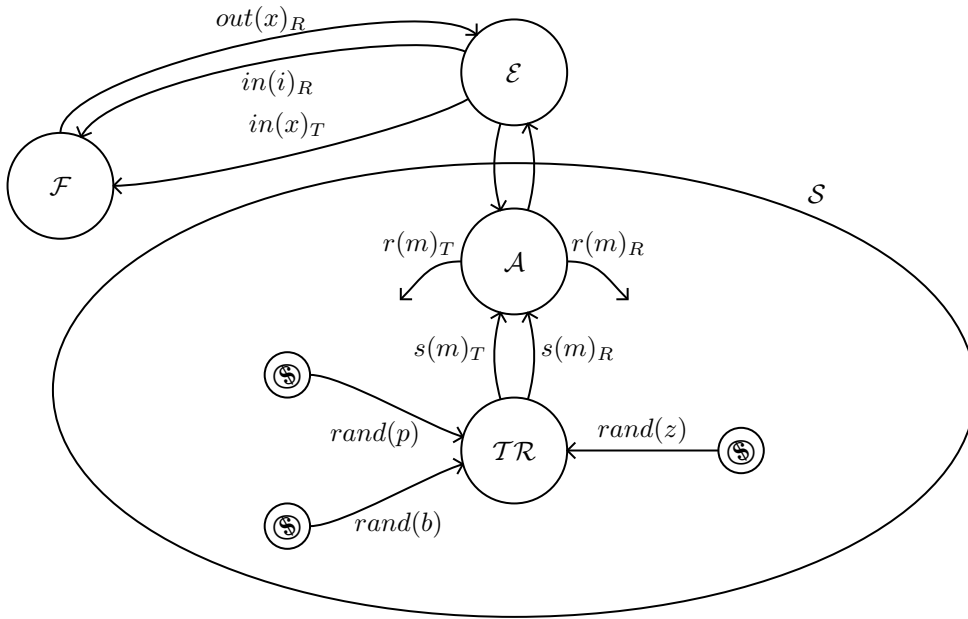 out(x)_R
ℰ
in(i)_R
in(x)_T
ℱ
𝒮
r(m)_T
𝒜
r(m)_R
s(m)_T
s(m)_R
$
rand(p)
𝒯ℛ
rand(z)
$
rand(b)
$